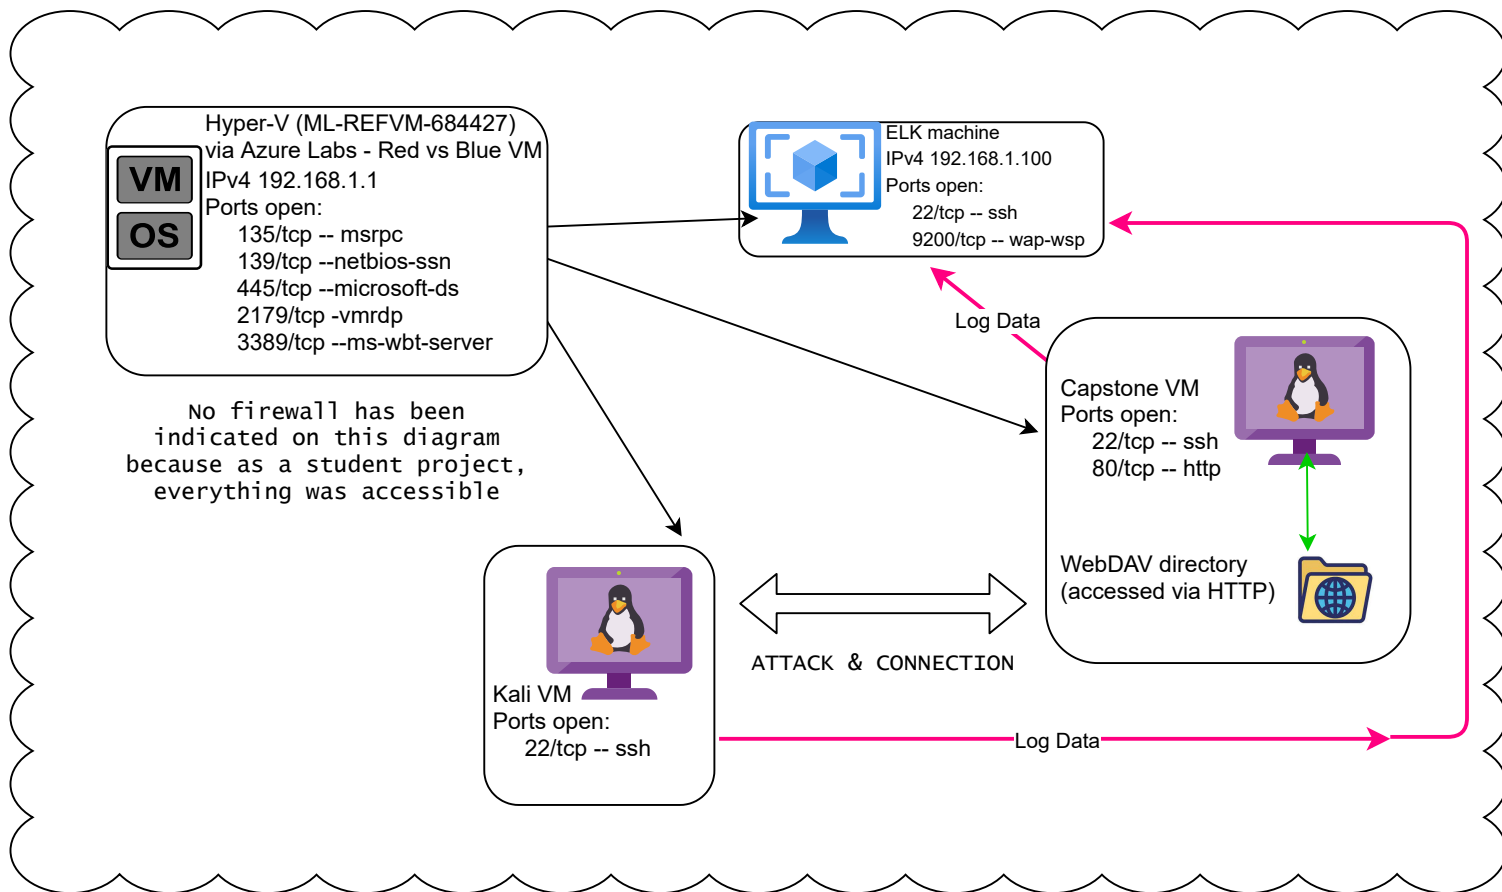 Hyper-V (ML-REFVM-684427)
via Azure Labs - Red vs Blue VM
IPv4 192.168.1.1
Ports open:
135/tcp -- msrpc
139/tcp --netbios-ssn
445/tcp --microsoft-ds
2179/tcp -vmrdp
3389/tcp --ms-wbt-server
VM
OS
No firewall has been
indicated on this diagram
because as a student project,
everything was accessible
ELK machine
IPv4 192.168.1.100
Ports open:
22/tcp -- ssh
9200/tcp -- wap-wsp
Log Data
Capstone VM
Ports open:
22/tcp -- ssh
80/tcp -- http
WebDAV directory
(accessed via HTTP)
ATTACK & CONNECTION
Kali VM
Ports open:
22/tcp -- ssh
Log Data